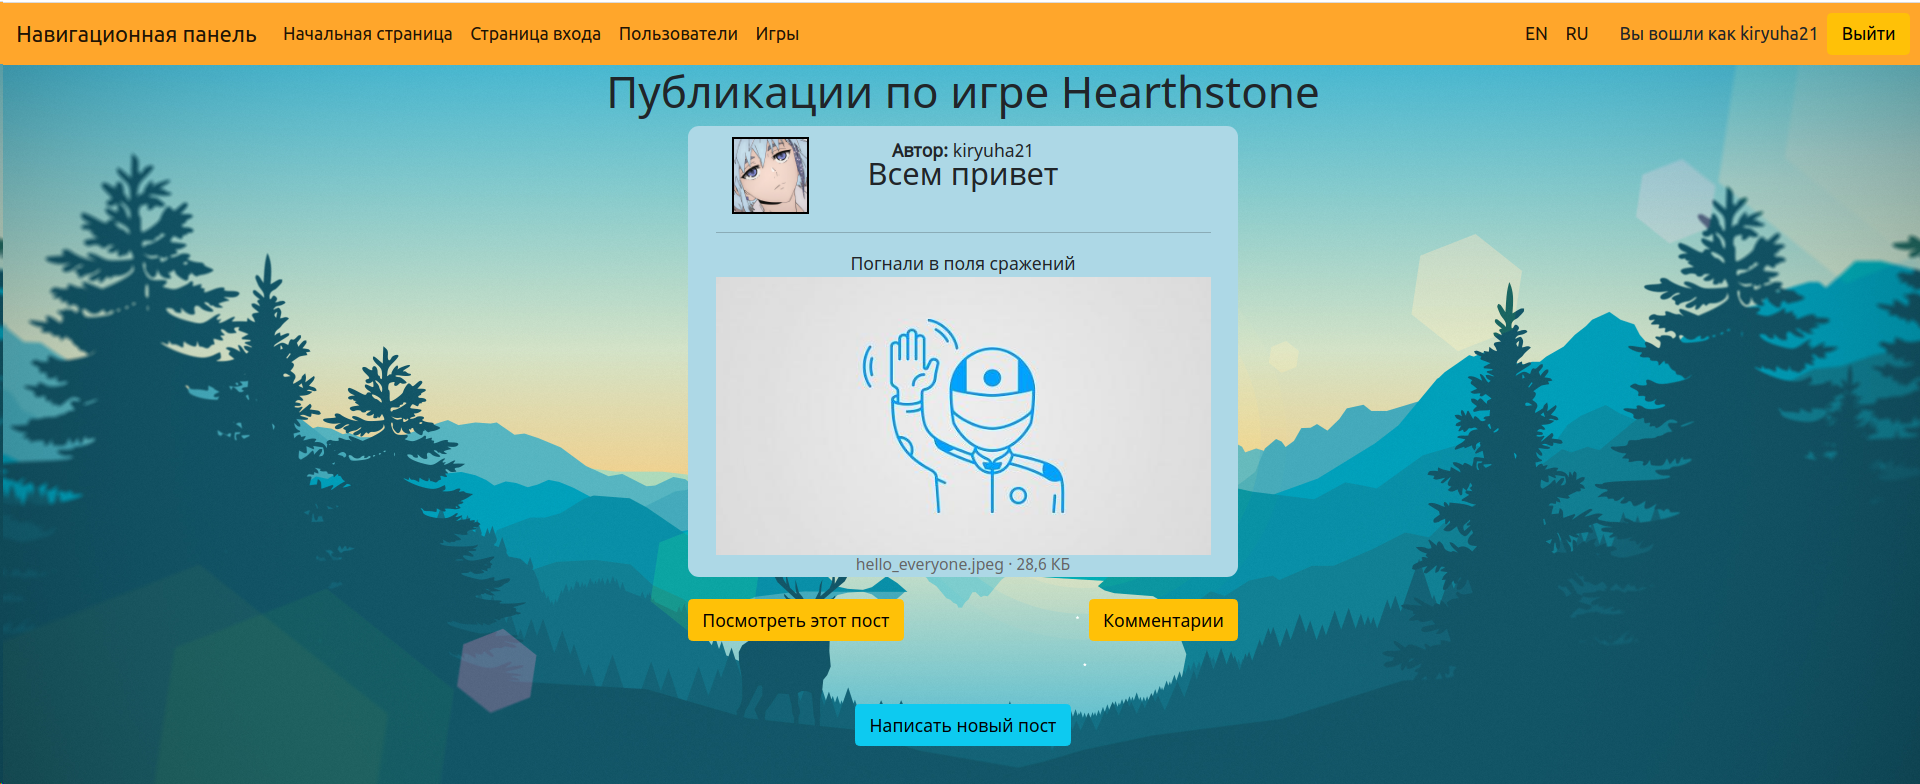 Навигационная панель Начальная страница Страница входа Пользователи Игры EN RU Вы вошли как kiryuha21 Выйти
Публикации по игре Hearthstone
Автор: kiryuha21
Всем привет
Погнали в поля сражений
hello_everyone.jpeg · 28,6 КБ
Посмотреть этот пост Комментарии
Написать новый пост